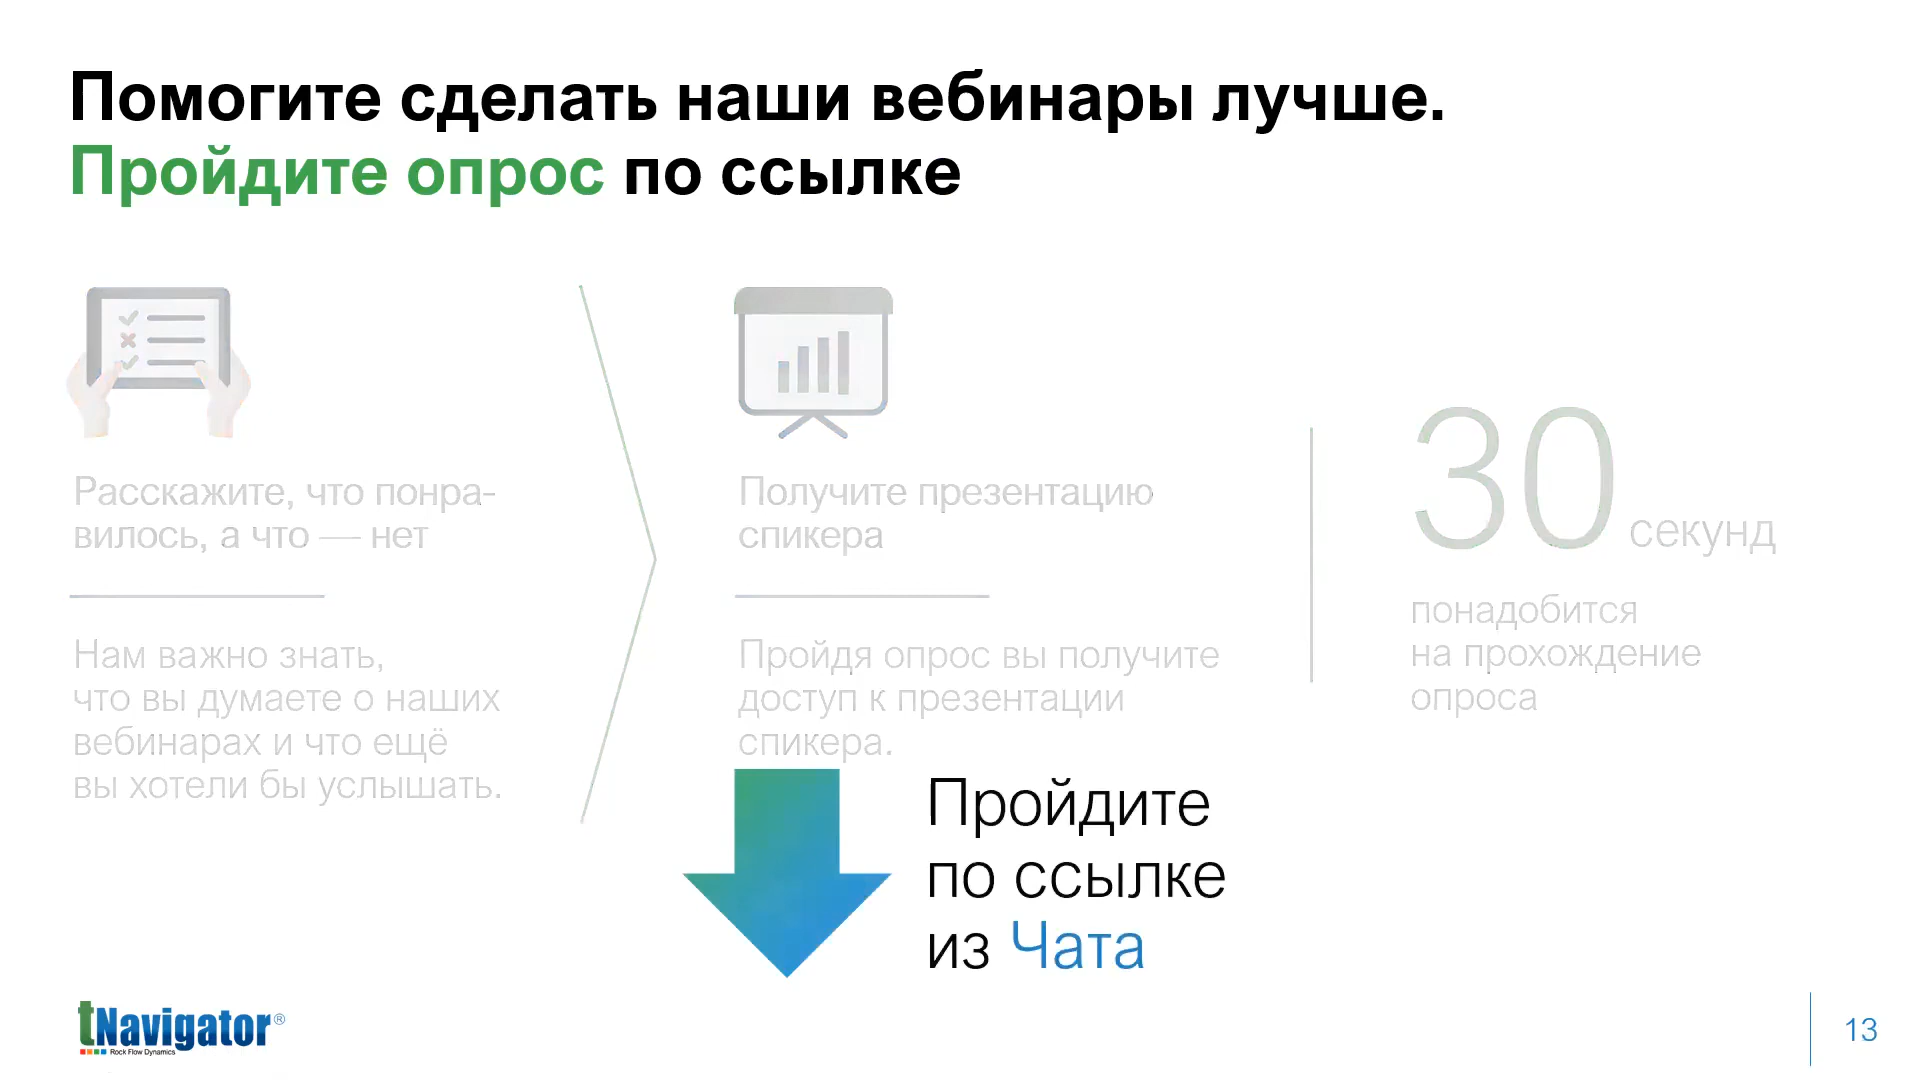 Помогите сделать наши вебинары лучше.
Пройдите опрос по ссылке
Расскажите, что понра-
вилось, а что — нет
Нам важно знать,
что вы думаете о наших
вебинарах и что ещё
вы хотели бы услышать.
Получите презентацию
спикера
Пройдя опрос вы получите
доступ к презентации
спикера.
30 секунд
понадобится
на прохождение
опроса
Пройдите
по ссылке
из Чата
tNavigator®
Rock Flow Dynamics
13